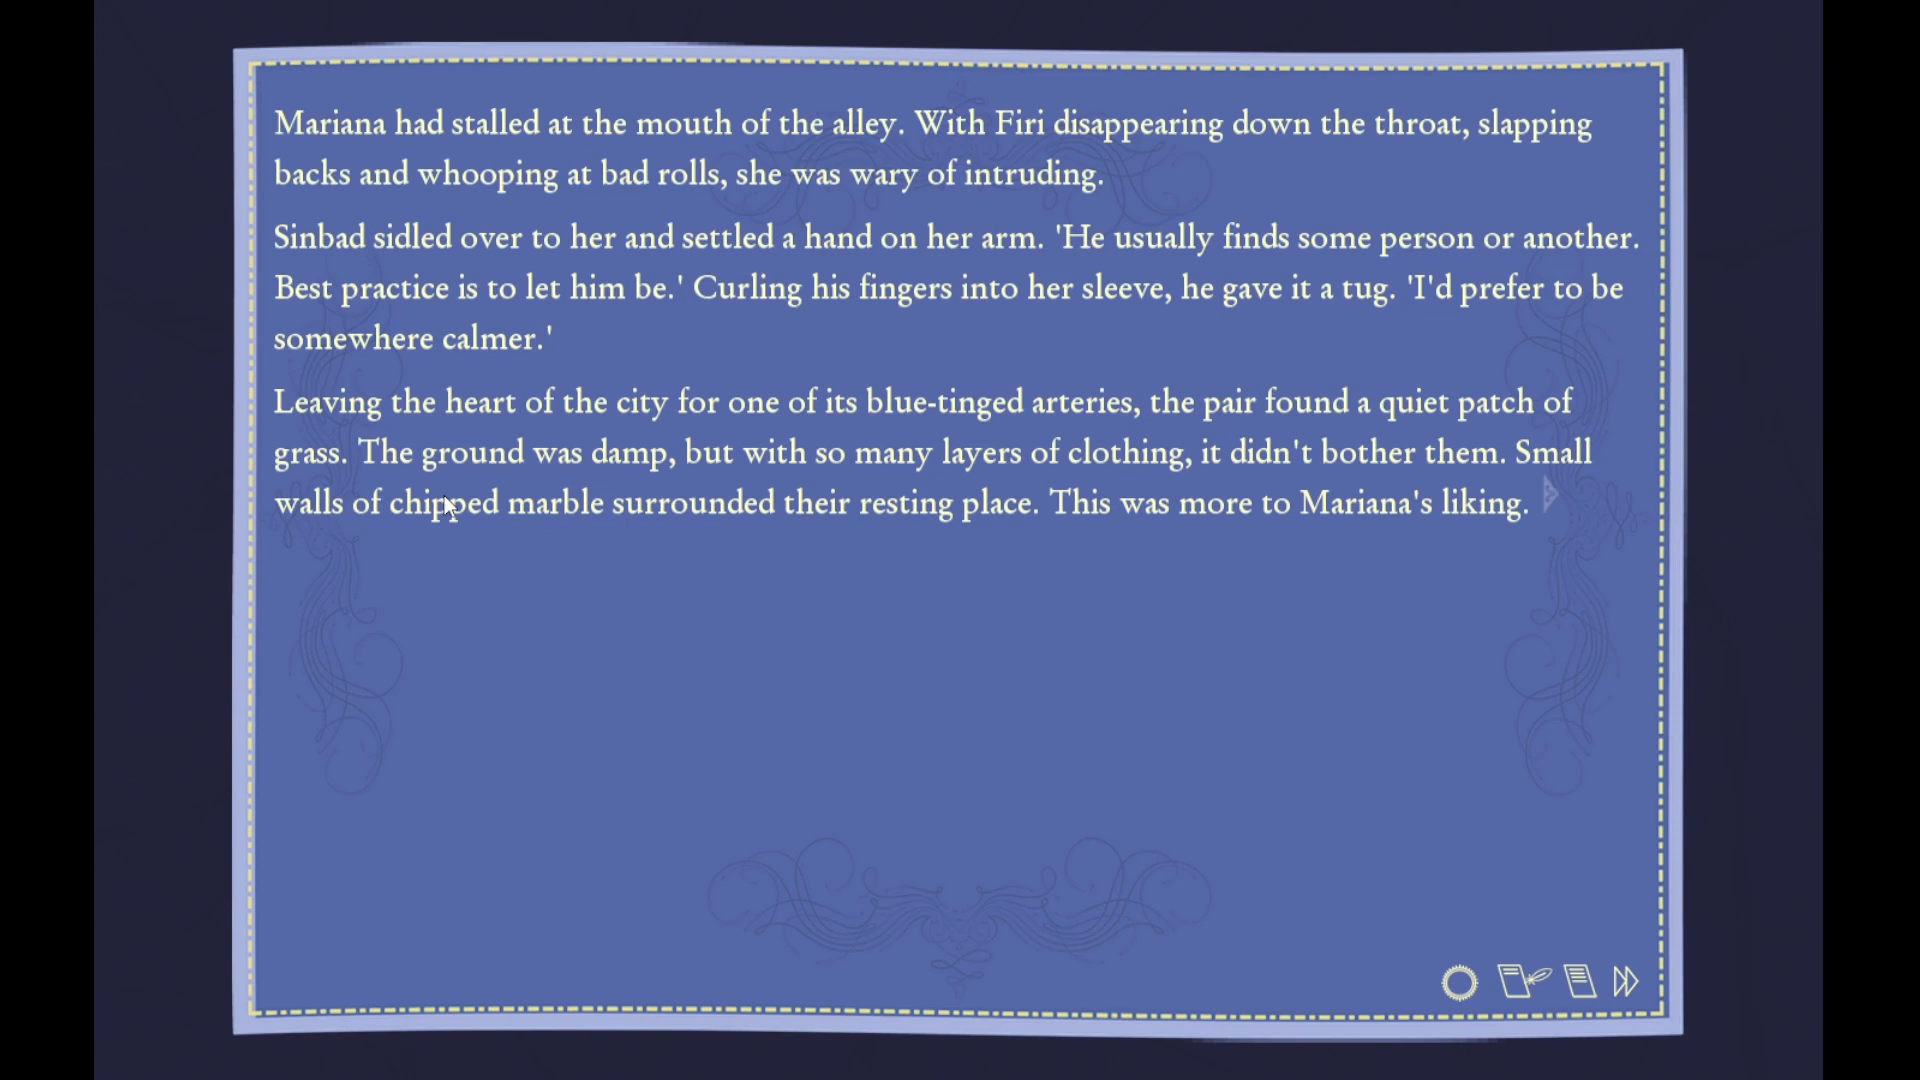 Mariana had stalled at the mouth of the alley. With Firi disappearing down the throat, slapping
backs and whooping at bad rolls, she was wary of intruding.
Sinbad sidled over to her and settled a hand on her arm. 'He usually finds some person or another.
Best practice is to let him be.' Curling his fingers into her sleeve, he gave it a tug. 'I'd prefer to be
somewhere calmer.'
Leaving the heart of the city for one of its blue-tinged arteries, the pair found a quiet patch of
grass. The ground was damp, but with so many layers of clothing, it didn't bother them. Small
walls of chipped marble surrounded their resting place. This was more to Mariana's liking.